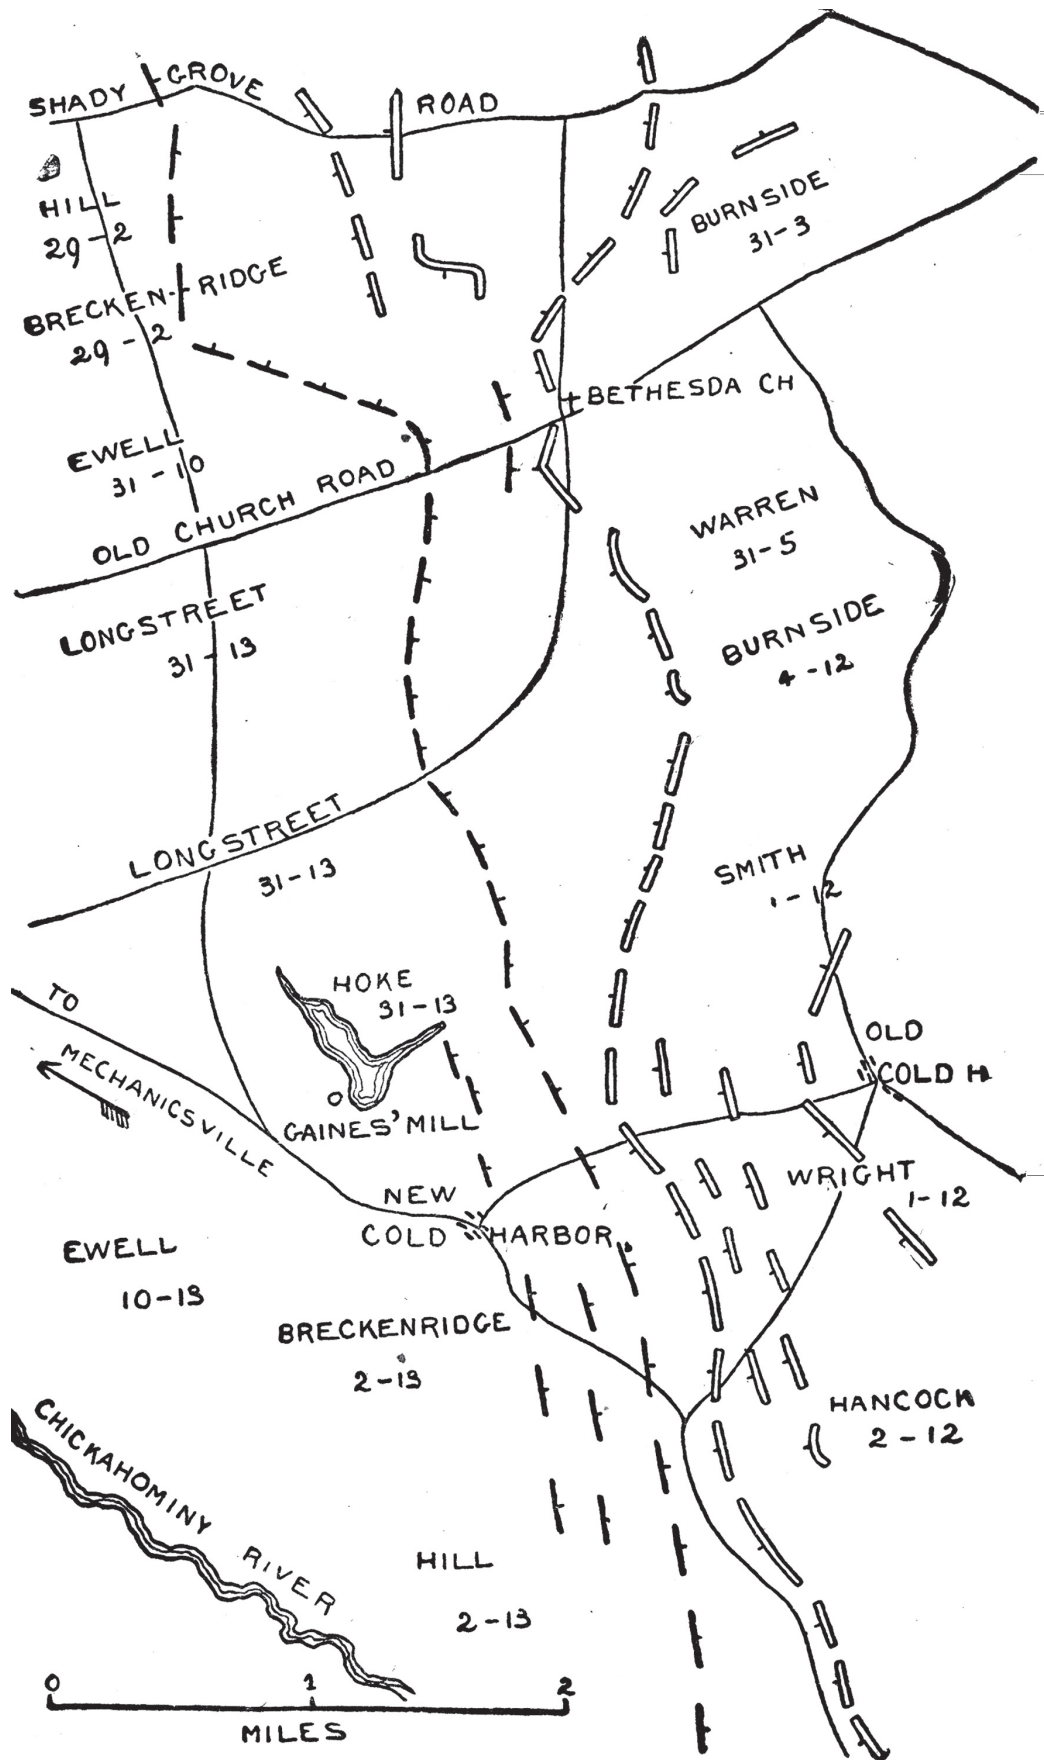 SHADY GROVE ROAD
HILL
29-2
BURNSIDE
31-3
BRECKEN-RIDGE
29-2
BETHESDA CH
EWELL
31-10
OLD CHURCH ROAD
WARREN
31-5
LONGSTREET
31-13
BURNSIDE
4-12
LONGSTREET
31-13
SMITH
1-12
HOKE
31-13
TO
MECHANICSVILLE
OLD
COLD H
GAINES' MILL
WRIGHT
1-12
NEW
COLD HARBOR
EWELL
10-13
BRECKENRIDGE
2-13
HANCOCK
2-12
CHICKAHOMINY RIVER
HILL
2-13
0 1 2
MILES